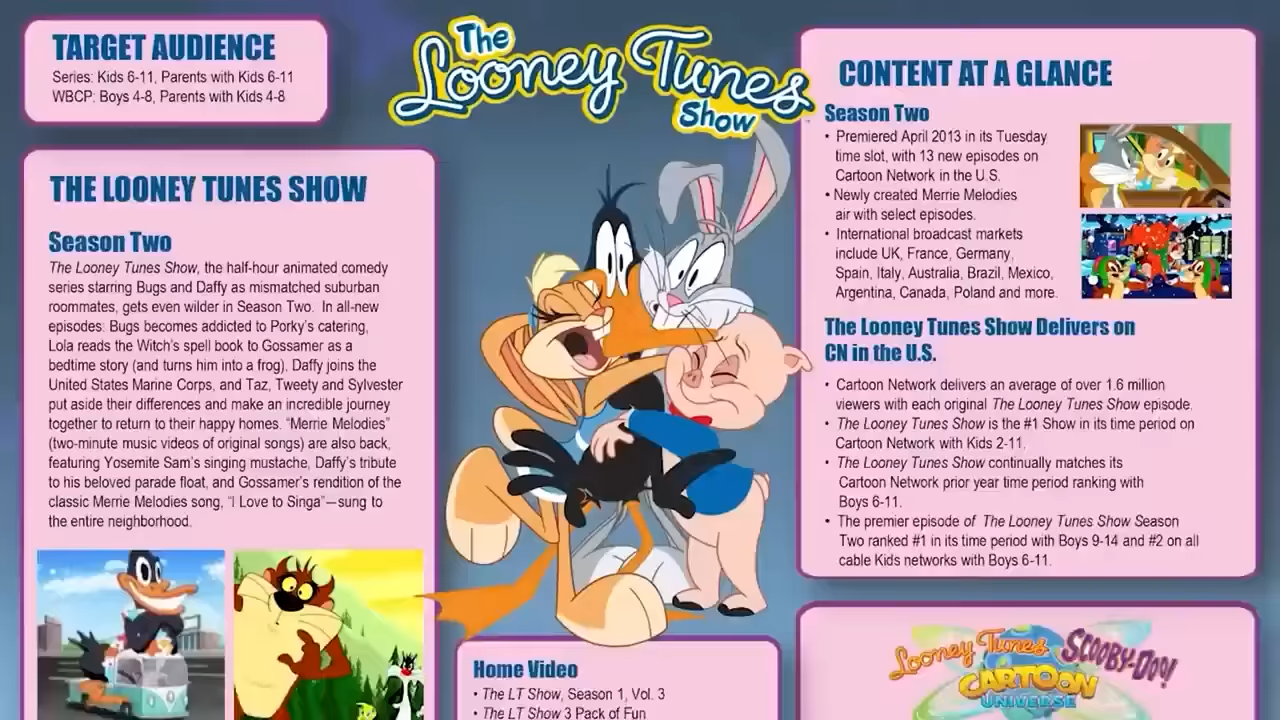 TARGET AUDIENCE
Series: Kids 6-11, Parents with Kids 6-11
WBCP: Boys 4-8, Parents with Kids 4-8
The
Looney Tunes
Show
THE LOONEY TUNES SHOW
Season Two
The Looney Tunes Show, the half-hour animated comedy
series starring Bugs and Daffy as mismatched suburban
roommates, gets even wilder in Season Two. In all-new
episodes: Bugs becomes addicted to Porky's catering,
Lola reads the Witch's spell book to Gossamer as a
bedtime story (and turns him into a frog), Daffy joins the
United States Marine Corps, and Taz, Tweety and Sylvester
put aside their differences and make an incredible journey
together to return to their happy homes. “Merrie Melodies”
(two-minute music videos of original songs) are also back,
featuring Yosemite Sam's singing mustache, Daffy's tribute
to his beloved parade float, and Gossamer's rendition of the
classic Merrie Melodies song, “I Love to Singa”—sung to
the entire neighborhood.
CONTENT AT A GLANCE
Season Two
• Premiered April 2013 in its Tuesday
time slot, with 13 new episodes on
Cartoon Network in the U.S.
• Newly created Merrie Melodies
air with select episodes.
• International broadcast markets
include UK, France, Germany,
Spain, Italy, Australia, Brazil, Mexico,
Argentina, Canada, Poland and more.
The Looney Tunes Show Delivers on
CN in the U.S.
• Cartoon Network delivers an average of over 1.6 million
viewers with each original The Looney Tunes Show episode.
• The Looney Tunes Show is the #1 Show in its time period on
Cartoon Network with Kids 2-11.
• The Looney Tunes Show continually matches its
Cartoon Network prior year time period ranking with
Boys 6-11.
• The premier episode of The Looney Tunes Show Season
Two ranked #1 in its time period with Boys 9-14 and #2 on all
cable Kids networks with Boys 6-11.
Home Video
• The LT Show, Season 1, Vol. 3
• The LT Show 3 Pack of Fun
Looney Tunes SCOOBY-DOO!
CARTOON
UNIVERSE